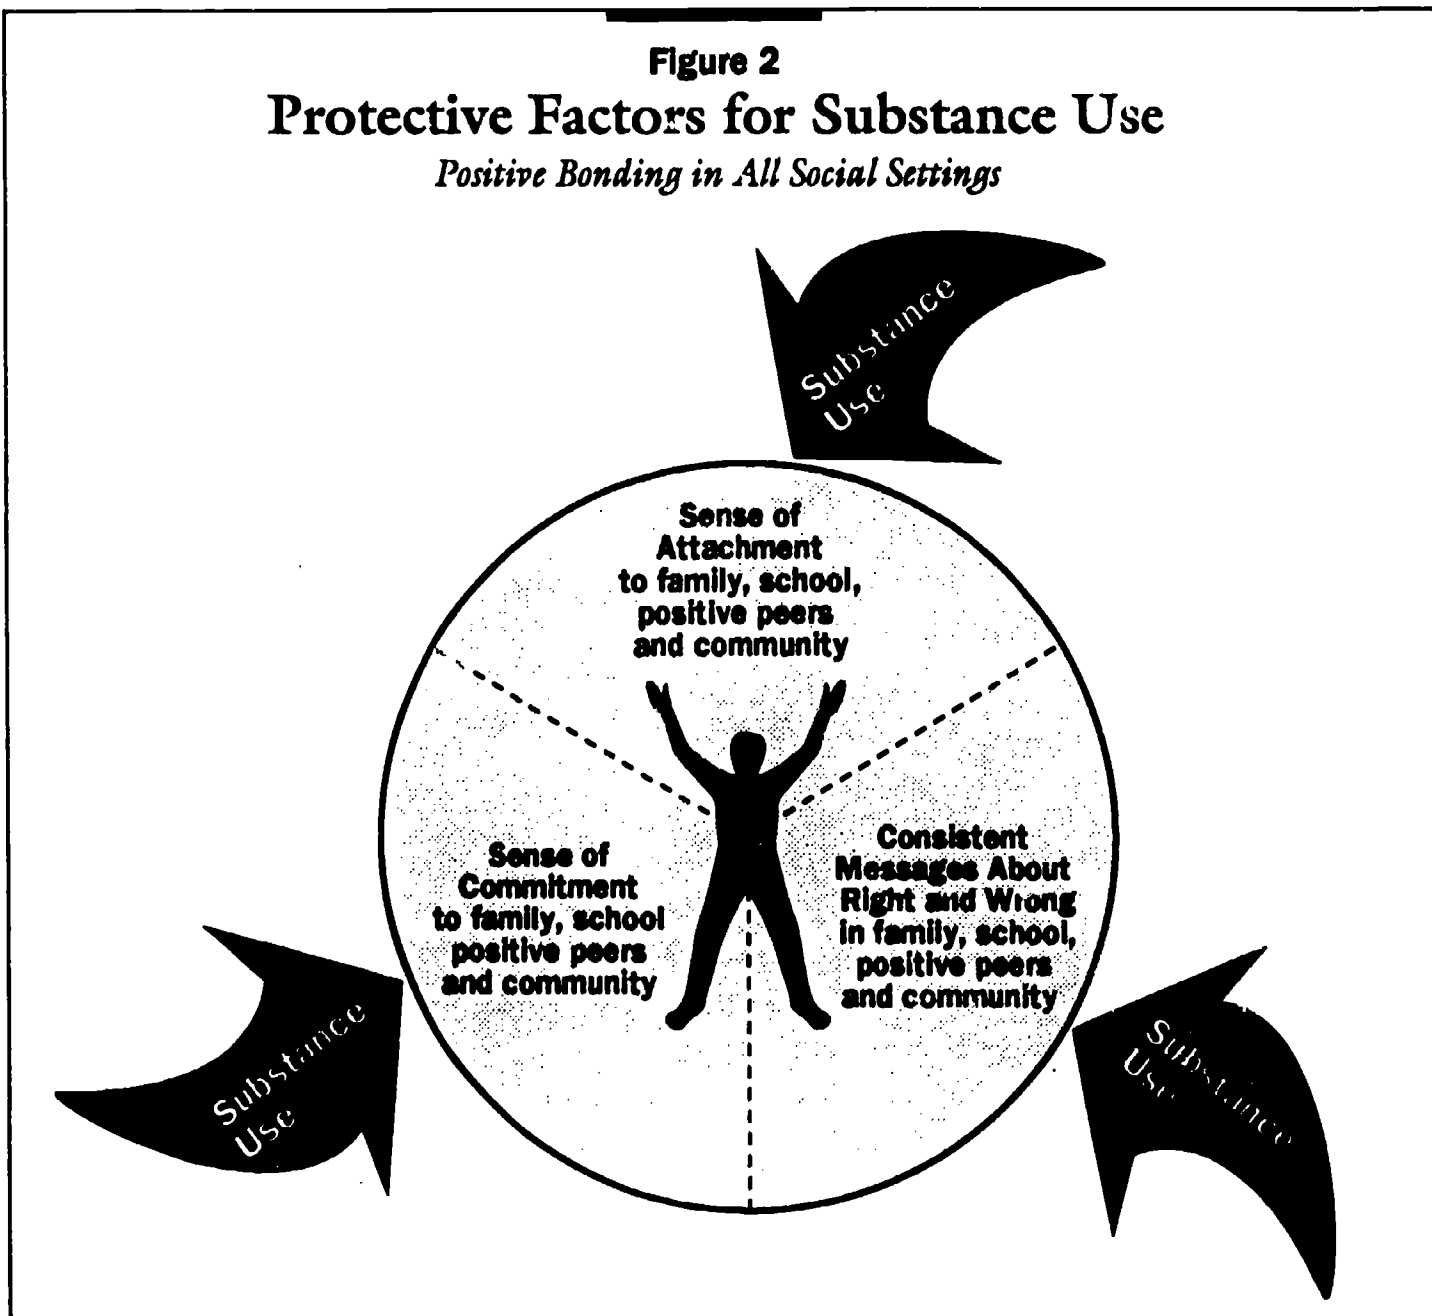 Figure 2
Protective Factors for Substance Use
Positive Bonding in All Social Settings
Substance
Use
Sense of
Attachment
to family, school,
positive peers
and community
Sense of
Commitment
to family, school
positive peers
and community
Consistent
Messages About
Right and Wrong
in family, school,
positive peers
and community
Substance
Use
Substance
Use